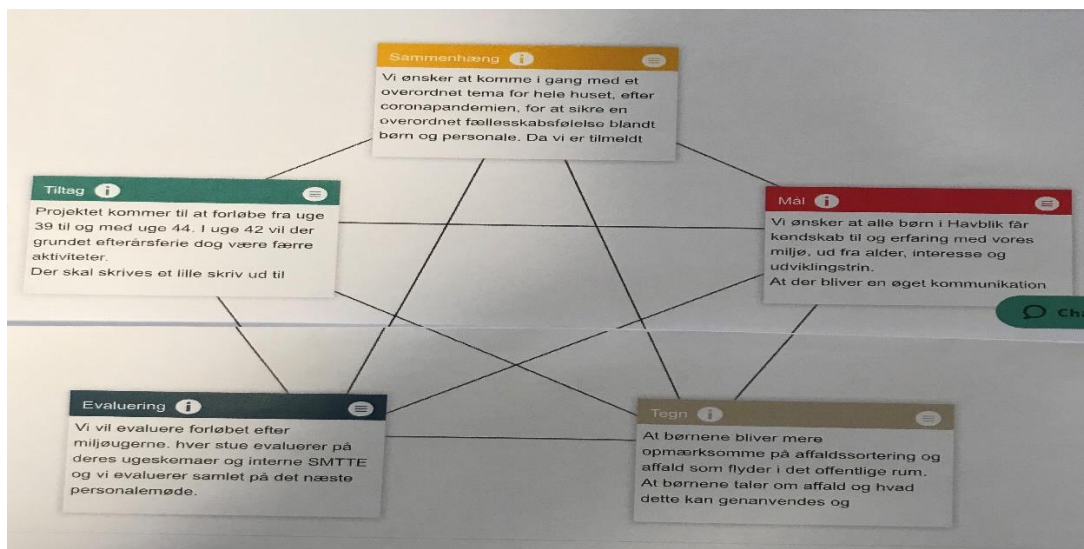 Sammenhæng
Vi ønsker at komme i gang med et
overordnet tema for hele huset, efter
coronapandemien, for at sikre en
overordnet fællesskabsfølelse blandt
børn og personale. Da vi er tilmeldt
Tiltag
Projektet kommer til at forløbe fra uge
39 til og med uge 44. I uge 42 vil der
grundet efterårsferie dog være færre
aktiviteter.
Der skal skrives et lille skriv ud til
Mål
Vi ønsker at alle børn i Havblik får
kendskab til og erfaring med vores
miljø, ud fra alder, interesse og
udviklingstrin.
At der bliver en øget kommunikation
Cha
Evaluering
Vi vil evaluere forløbet efter
miljøugerne. hver stue evaluerer på
deres ugeskemaer og interne SMTTE
og vi evaluerer samlet på det næste
personalemøde.
Tegn
At børnene bliver mere
opmærksomme på affaldssortering og
affald som flyder i det offentlige rum.
At børnene taler om affald og hvad
dette kan genanvendes og